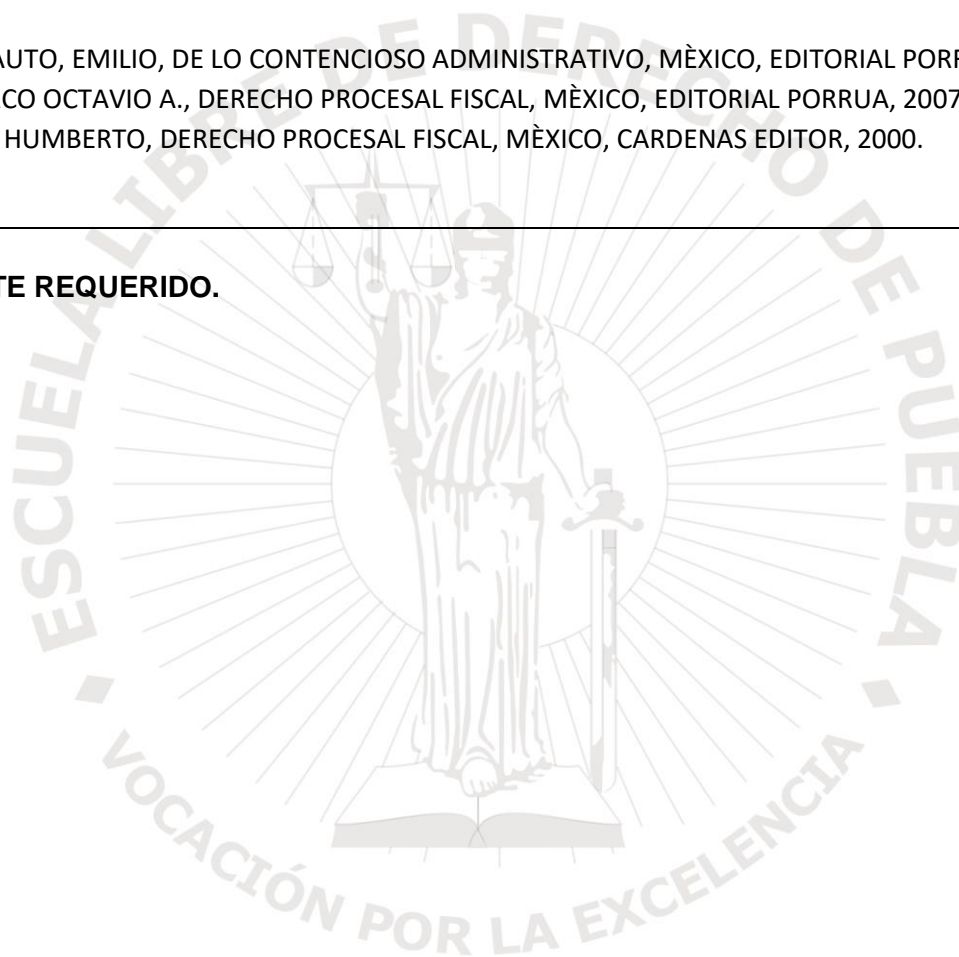 AUTO, EMILIO, DE LO CONTENCIOSO ADMINISTRATIVO, MÈXICO, EDITORIAL PORR
CO OCTAVIO A., DERECHO PROCESAL FISCAL, MÈXICO, EDITORIAL PORRUA, 2007
HUMBERTO, DERECHO PROCESAL FISCAL, MÈXICO, CARDENAS EDITOR, 2000.
TE REQUERIDO.
ESCUELA LIBRE DE DERECHO DE PUEBLA
VOCACIÓN POR LA EXCELENCIA